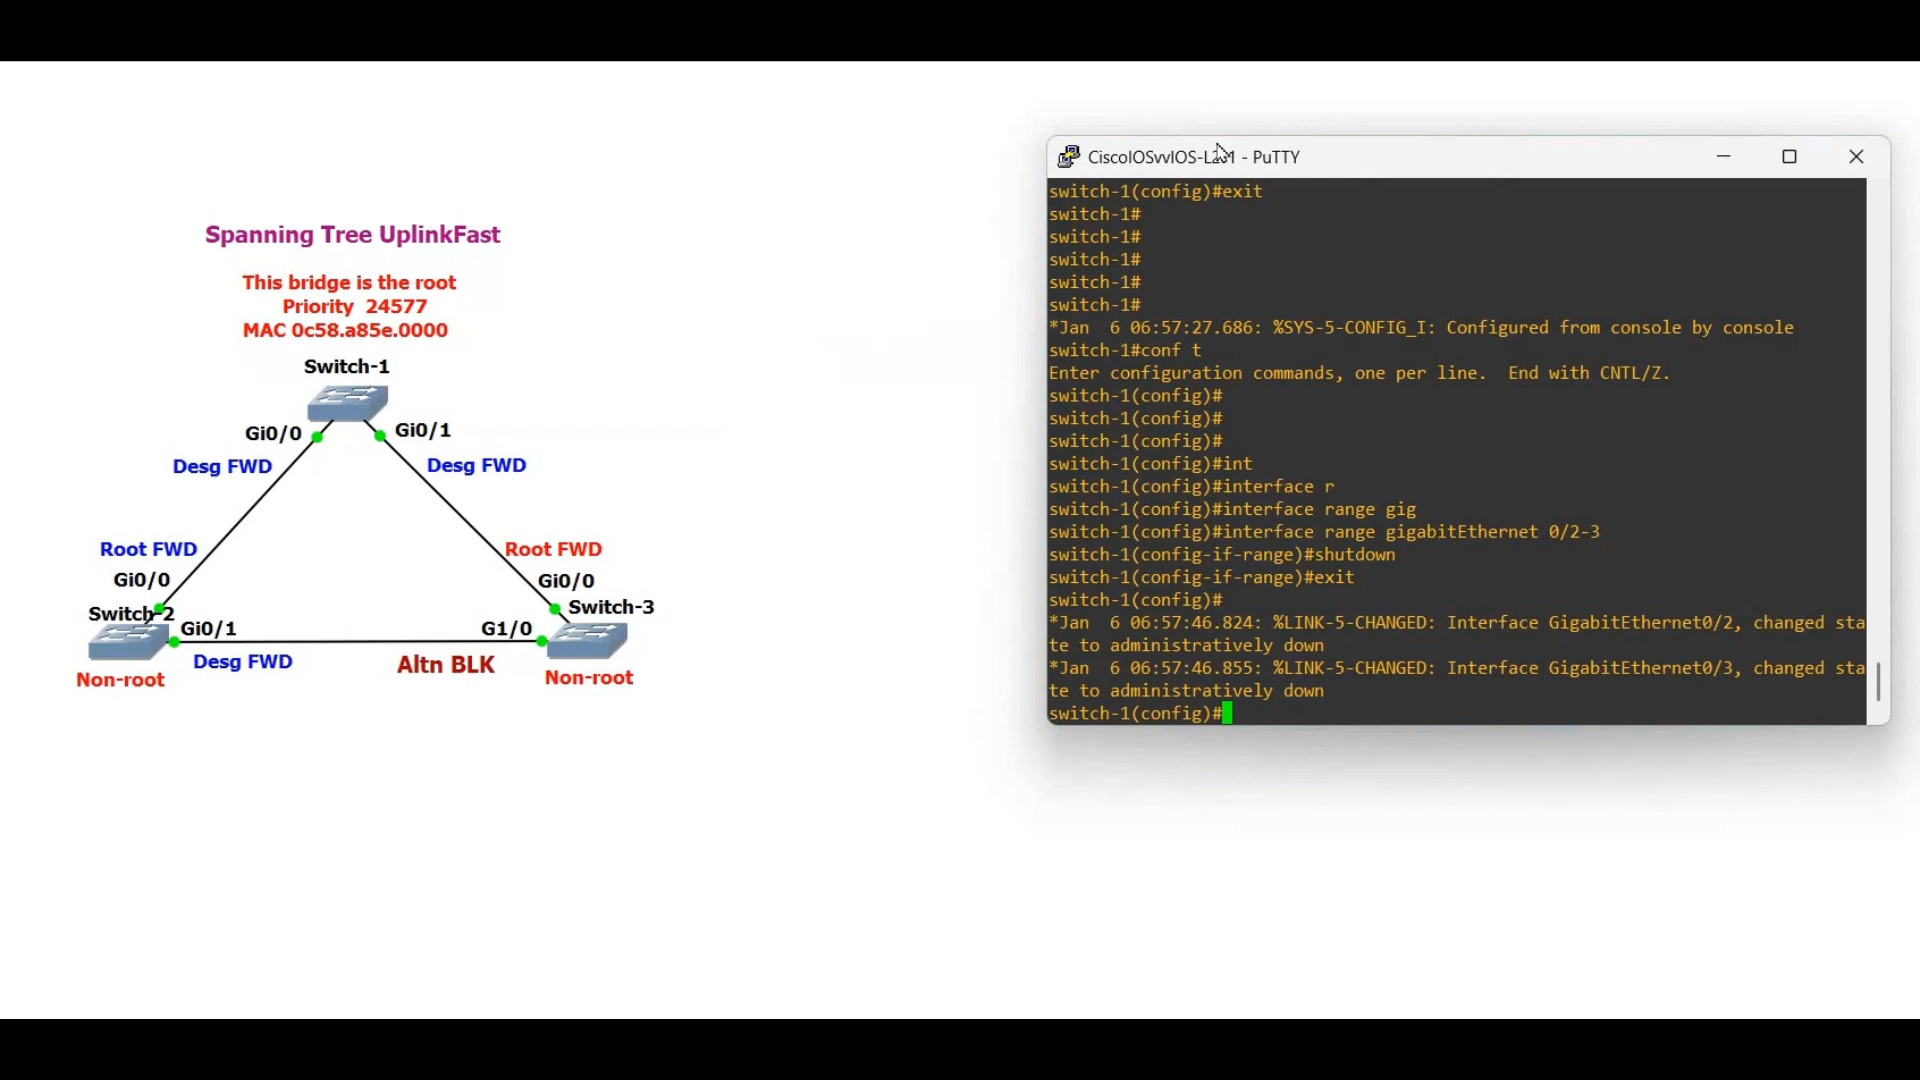 Spanning Tree UplinkFast
This bridge is the root
Priority 24577
MAC 0c58.a85e.0000
Switch-1
Gi0/0
Gi0/1
Desg FWD
Desg FWD
Root FWD
Root FWD
Gi0/0
Gi0/0
Switch-2
Switch-3
Gi0/1
G1/0
Desg FWD
Altn BLK
Non-root
Non-root
- PuTTY
switch-1(config)#exit
switch-1#
switch-1#
switch-1#
switch-1#
switch-1#
*Jan  6 06:57:27.686: %SYS-5-CONFIG_I: Configured from console by console
switch-1#conf t
Enter configuration commands, one per line.  End with CNTL/Z.
switch-1(config)#
switch-1(config)#
switch-1(config)#
switch-1(config)#int
switch-1(config)#interface r
switch-1(config)#interface range gig
switch-1(config)#interface range gigabitEthernet 0/2-3
switch-1(config-if-range)#shutdown
switch-1(config-if-range)#exit
switch-1(config)#
*Jan  6 06:57:46.824: %LINK-5-CHANGED: Interface GigabitEthernet0/2, changed sta
te to administratively down
*Jan  6 06:57:46.855: %LINK-5-CHANGED: Interface GigabitEthernet0/3, changed sta
te to administratively down
switch-1(config)#